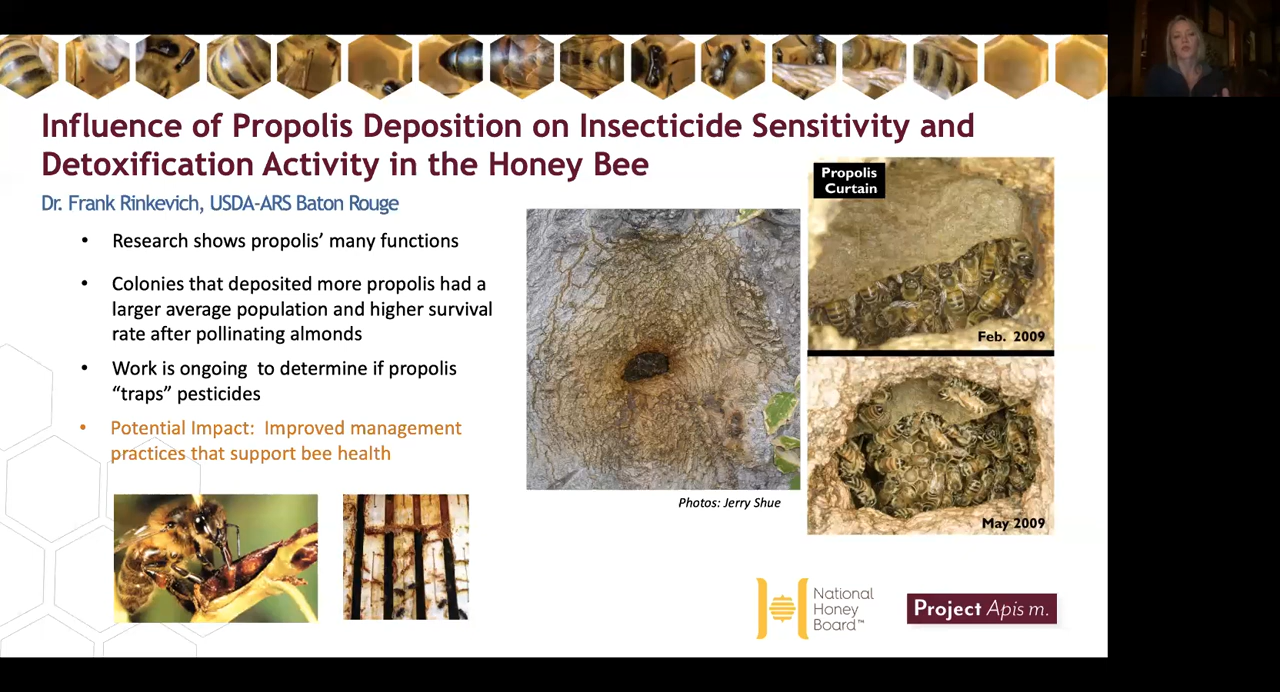 Influence of Propolis Deposition on Insecticide Sensitivity and
Detoxification Activity in the Honey Bee
Dr. Frank Rinkevich, USDA-ARS Baton Rouge
• Research shows propolis’ many functions
• Colonies that deposited more propolis had a
larger average population and higher survival
rate after pollinating almonds
• Work is ongoing to determine if propolis
“traps” pesticides
• Potential Impact: Improved management
practices that support bee health
Propolis
Curtain
Feb. 2009
May 2009
Photos: Jerry Shue
National
Honey
Board™
Project Apis m.